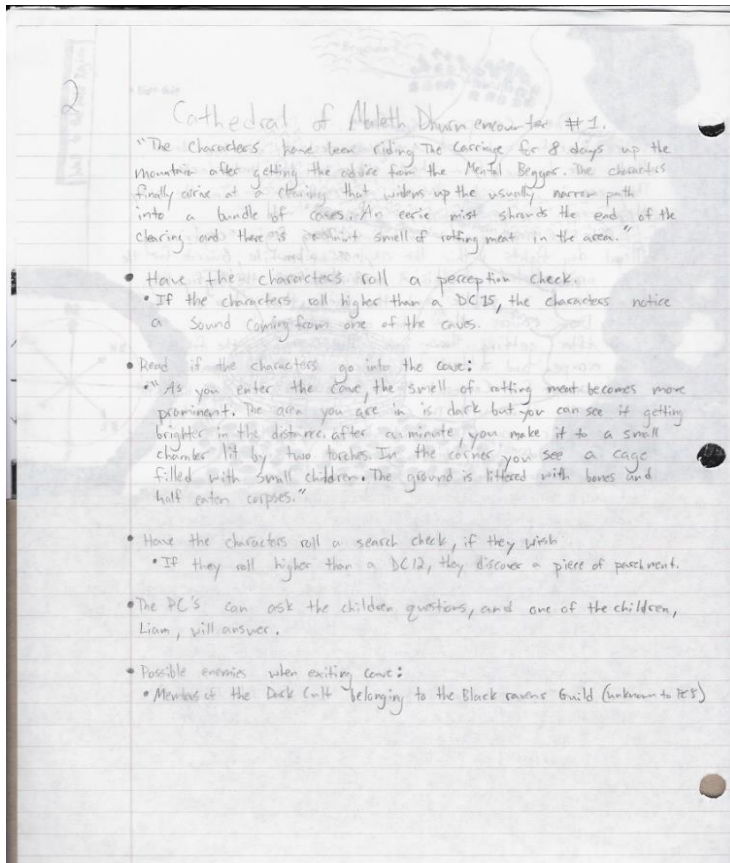 2
Cathedral of Dhurn encounter #1.
"The characters have been riding The carriage for 8 days up the
mountain after getting the advice from the Mental Beggar. The characters
finally arrive at a clearing that widens up the usually narrow path
into a bundle of caves. An eerie mist shrouds the end of the
clearing and there is a faint smell of rotting meat in the area."
• Have the characters roll a perception check.
• If the characters roll higher than a DC15, the characters notice
a sound coming from one of the caves.
• Read if the characters go into the cave:
• "As you enter the cave, the smell of rotting meat becomes more
prominent. The area you are in is dark but you can see it getting
brighter in the distance. after a minute, you make it to a small
chamber lit by two torches. In the corner you see a cage
filled with small children. The ground is littered with bones and
half eaten corpses."
• Have the characters roll a search check, if they wish
• If they roll higher than a DC12, they discover a piece of parchment.
• The PC's can ask the children questions, and one of the children,
Liam, will answer.
• Possible enemies when exiting cave:
• Members of the Dark Cult belonging to the Black ravens Guild (unknown to PC's)